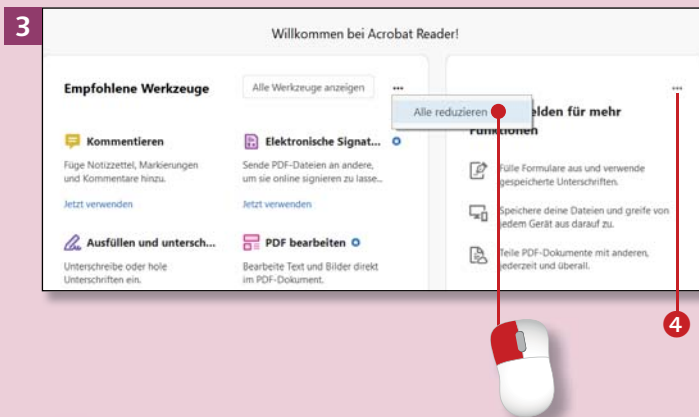 3
Willkommen bei Acrobat Reader!
Empfohlene Werkzeuge
Alle Werkzeuge anzeigen
Alle reduzieren
elden für mehr
Funktionen
Kommentieren
Füge Notizzettel, Markierungen
und Kommentare hinzu.
Jetzt verwenden
Elektronische Signat...
Sende PDF-Dateien an andere,
um sie online signieren zu lasse...
Jetzt verwenden
Ausfüllen und untersch...
Unterschreibe oder hole
Unterschriften ein.
PDF bearbeiten
Bearbeite Text und Bilder direkt
im PDF-Dokument.
Fülle Formulare aus und verwende
gespeicherte Unterschriften.
Speichere deine Dateien und greife von
jedem Gerät aus darauf zu.
Teile PDF-Dokumente mit anderen,
jederzeit und überall.
4